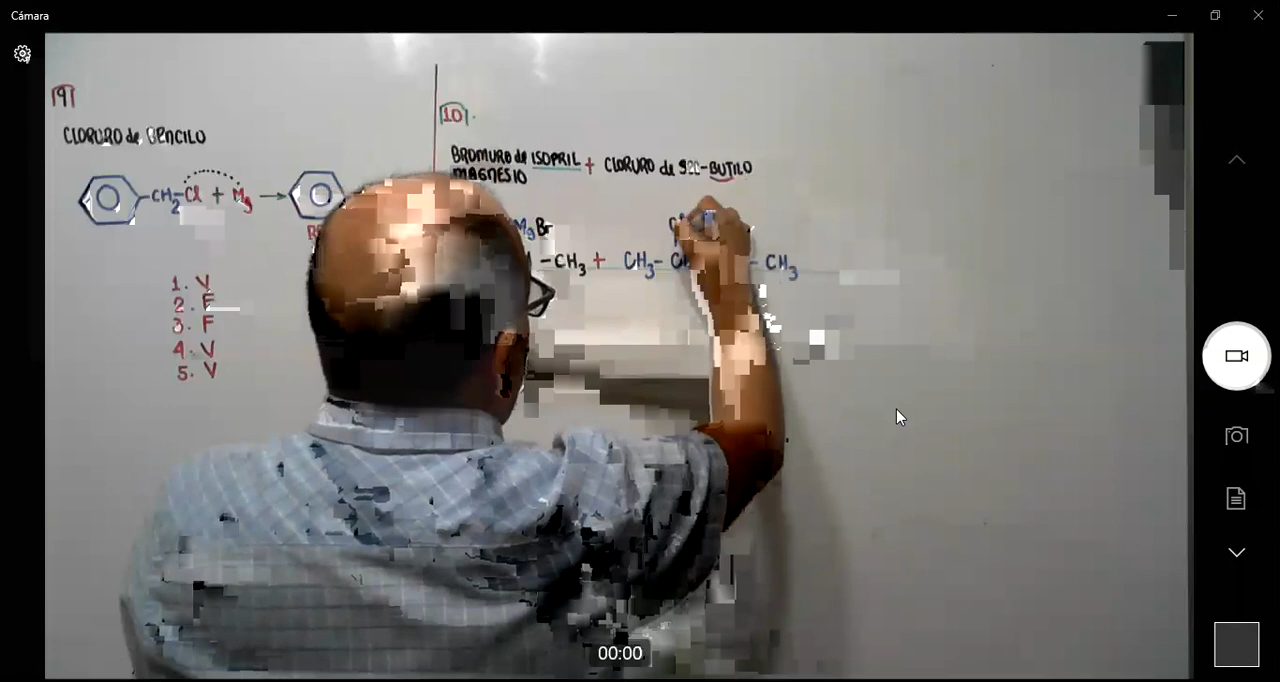 Cámara
9
CLORURO de BENCILO
CH2-Cl + Mg →
1. V
2. F
3. F
4. V
5. V
10.
BROMURO de ISOPRIL + CLORURO de SEC-BUTILO
MAGNESIO
MgBr
-CH3 + CH3-
- CH3
00:00